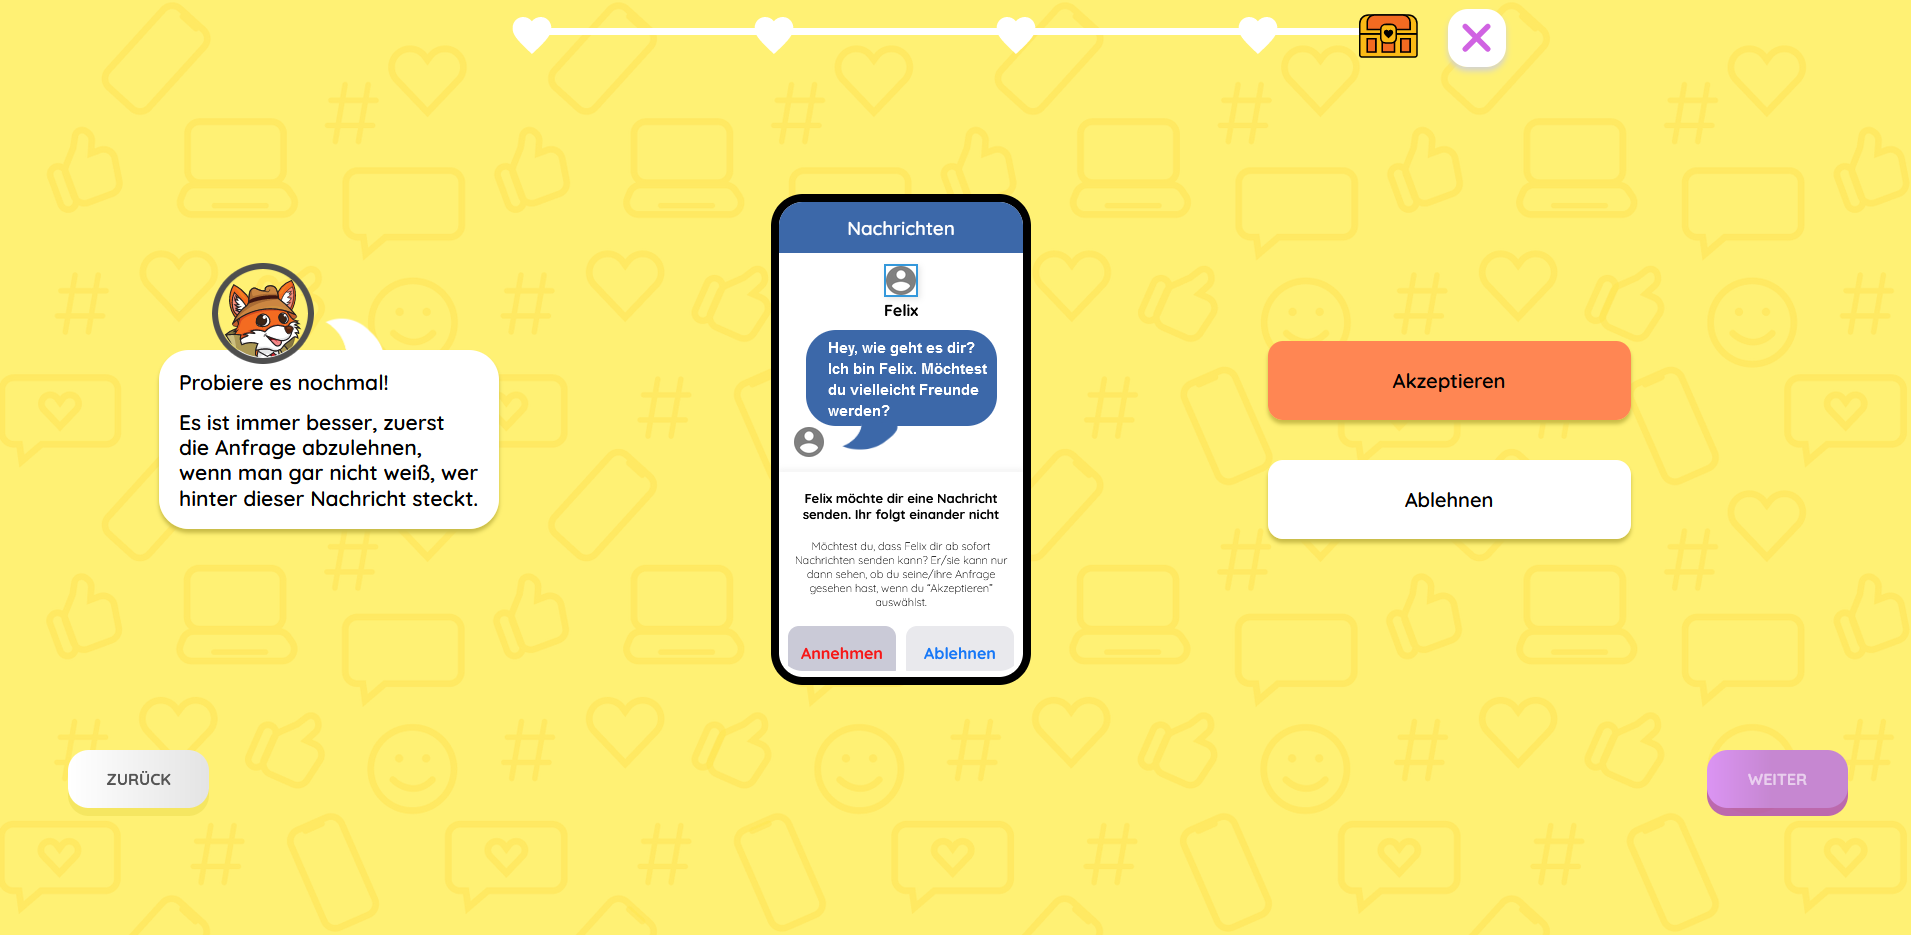 Probiere es nochmal!
Es ist immer besser, zuerst
die Anfrage abzulehnen,
wenn man gar nicht weiß, wer
hinter dieser Nachricht steckt.
Nachrichten
Felix
Hey, wie geht es dir?
Ich bin Felix. Möchtest
du vielleicht Freunde
werden?
Felix möchte dir eine Nachricht
senden. Ihr folgt einander nicht
Möchtest du, dass Felix dir ab sofort
Nachrichten senden kann? Er/sie kann nur
dann sehen, ob du seine/ihre Anfrage
gesehen hast, wenn du "Akzeptieren"
auswählst.
Annehmen
Ablehnen
Akzeptieren
Ablehnen
ZURÜCK
WEITER